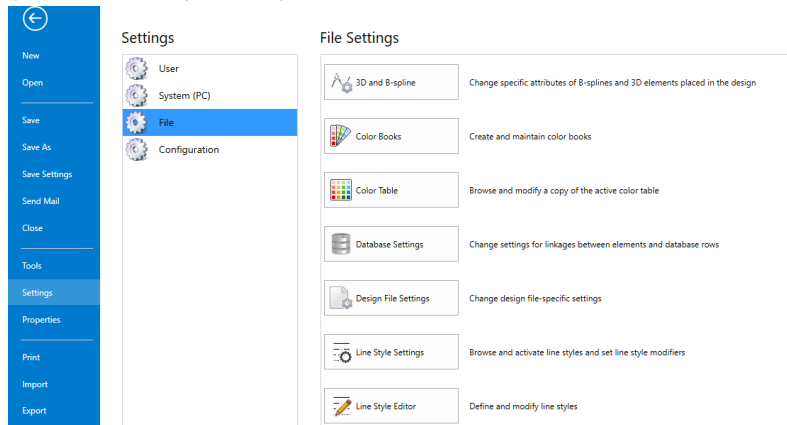 New
Open
Save
Save As
Save Settings
Send Mail
Close
Tools
Settings
Properties
Print
Import
Export
Settings
User
System (PC)
File
Configuration
File Settings
3D and B-spline
Change specific attributes of B-splines and 3D elements placed in the design
Color Books
Create and maintain color books
Color Table
Browse and modify a copy of the active color table
Database Settings
Change settings for linkages between elements and database rows
Design File Settings
Change design file-specific settings
Line Style Settings
Browse and activate line styles and set line style modifiers
Line Style Editor
Define and modify line styles